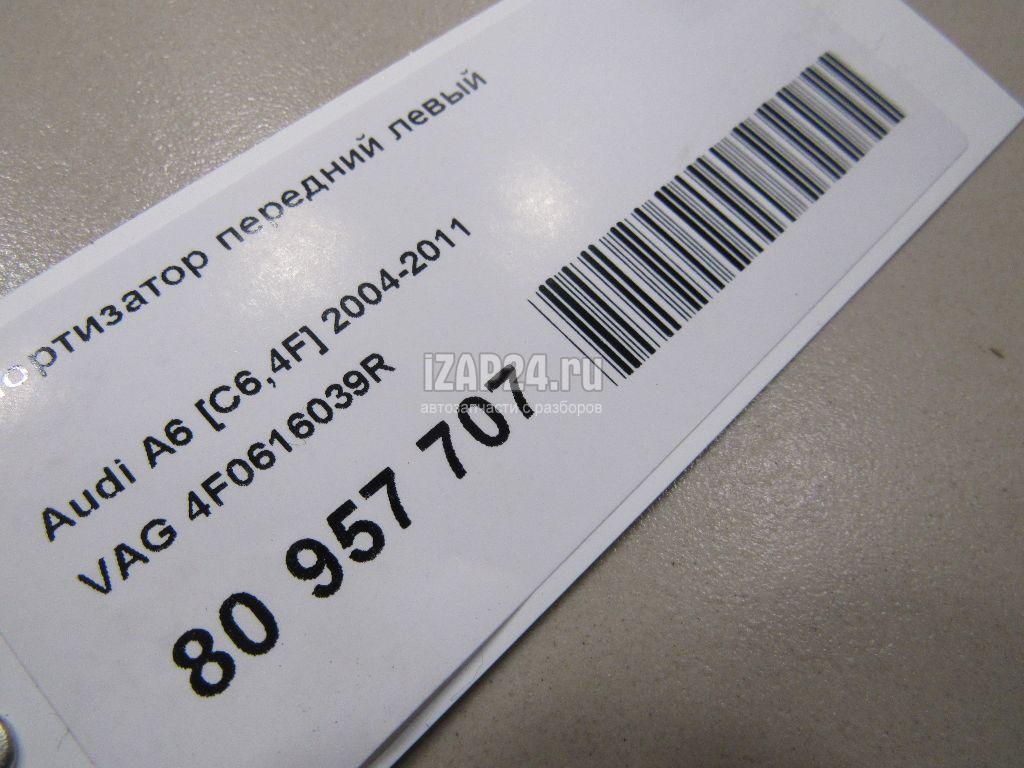 ортизатор передний левый
Audi A6 [C6,4F] 2004-2011
VAG 4F0616039R
80 957 707
iZAP24.ru
автозапчасти с разборов